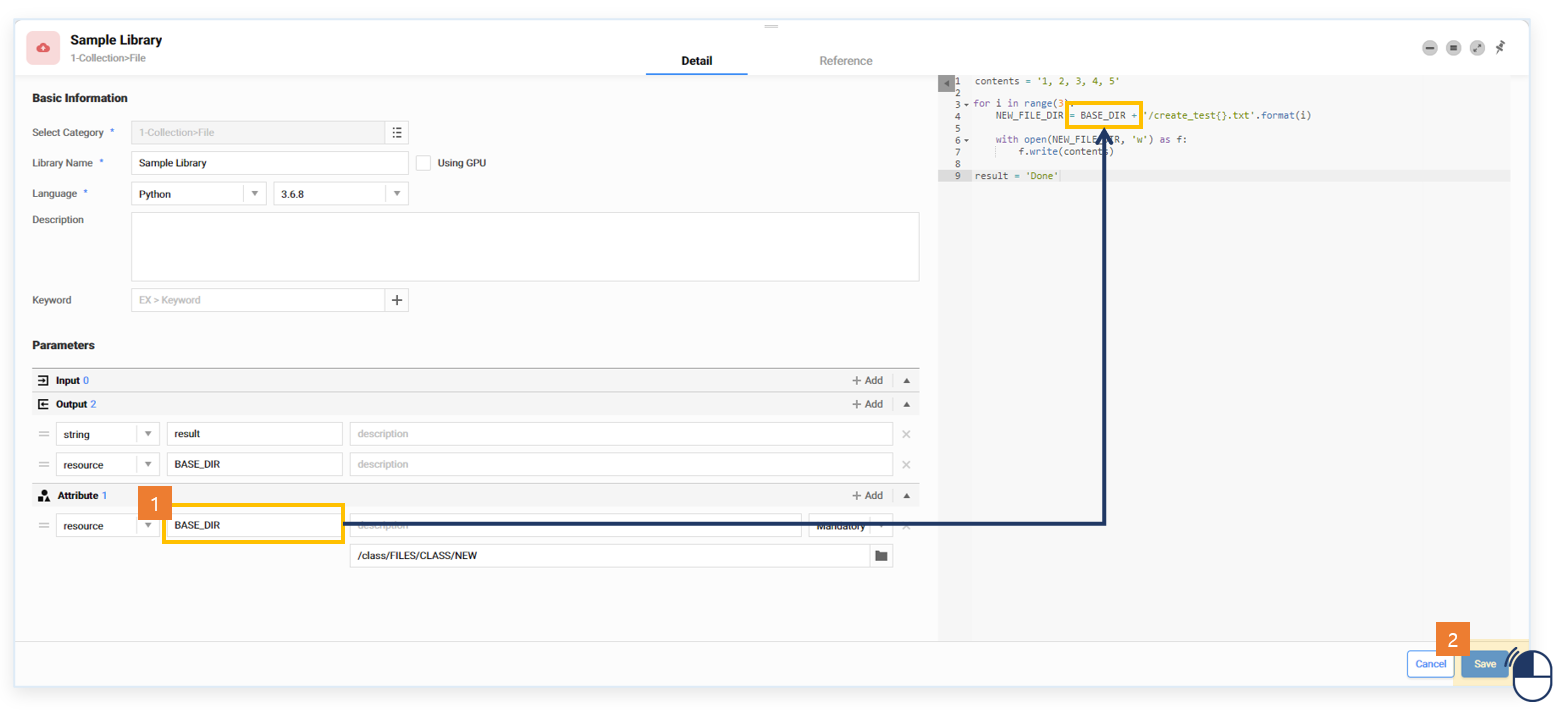 Sample Library
1-Collection>File
Detail
Reference
Basic Information
Select Category *
1-Collection>File
Library Name *
Sample Library
Using GPU
Language *
Python
3.6.8
Description
Keyword
EX > Keyword
Parameters
Input 0
Add
Output 2
Add
string
result
description
resource
BASE_DIR
description
Attribute 1
Add
1
resource
BASE_DIR
description
Mandatory
/class/FILES/CLASS/NEW
1 contents = '1, 2, 3, 4, 5'
2
3 for i in range(3):
4 NEW_FILE_DIR = BASE_DIR + '/create_test{}.txt'.format(i)
5
6 with open(NEW_FILE_DIR, 'w') as f:
7 f.write(contents)
8
9 result = 'Done'
2
Cancel
Save